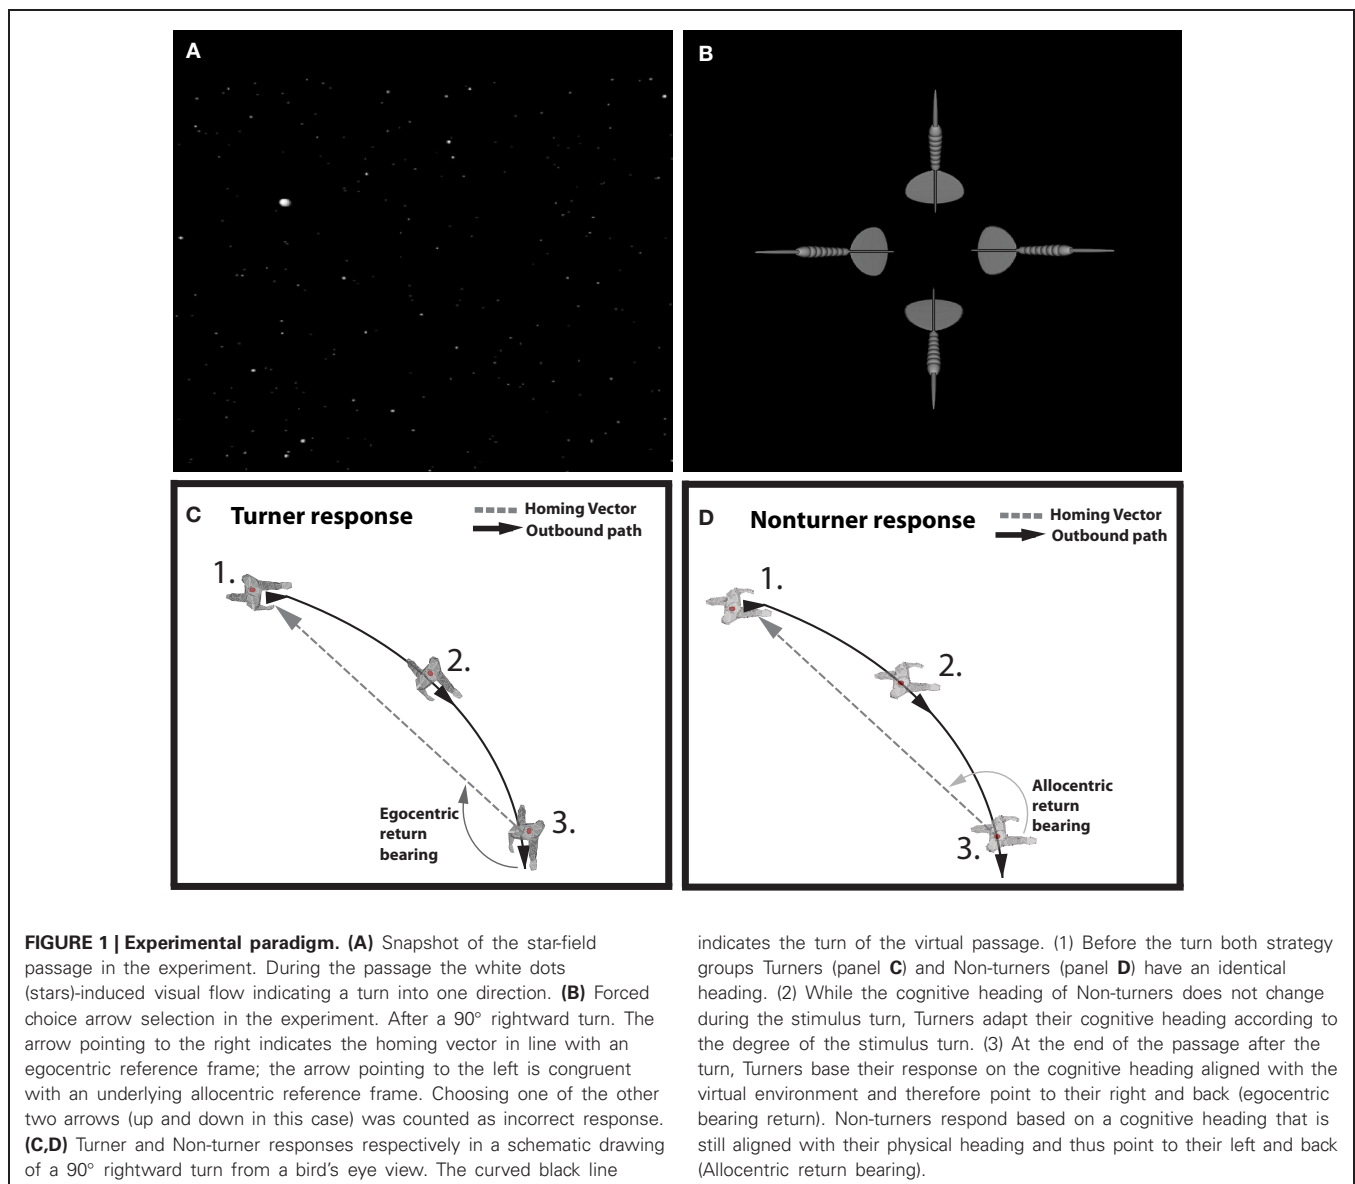 A
B
C
Turner response
Homing Vector
Outbound path
1.
2.
Egocentric
return
bearing
3.
D
Nonturner response
Homing Vector
Outbound path
1.
2.
Allocentric
return
bearing
3.
FIGURE 1 | Experimental paradigm. (A) Snapshot of the star-field
passage in the experiment. During the passage the white dots
(stars)-induced visual flow indicating a turn into one direction. (B) Forced
choice arrow selection in the experiment. After a 90° rightward turn. The
arrow pointing to the right indicates the homing vector in line with an
egocentric reference frame; the arrow pointing to the left is congruent
with an underlying allocentric reference frame. Choosing one of the other
two arrows (up and down in this case) was counted as incorrect response.
(C,D) Turner and Non-turner responses respectively in a schematic drawing
of a 90° rightward turn from a bird's eye view. The curved black line
indicates the turn of the virtual passage. (1) Before the turn both strategy
groups Turners (panel C) and Non-turners (panel D) have an identical
heading. (2) While the cognitive heading of Non-turners does not change
during the stimulus turn, Turners adapt their cognitive heading according to
the degree of the stimulus turn. (3) At the end of the passage after the
turn, Turners base their response on the cognitive heading aligned with the
virtual environment and therefore point to their right and back (egocentric
bearing return). Non-turners respond based on a cognitive heading that is
still aligned with their physical heading and thus point to their left and back
(Allocentric return bearing).